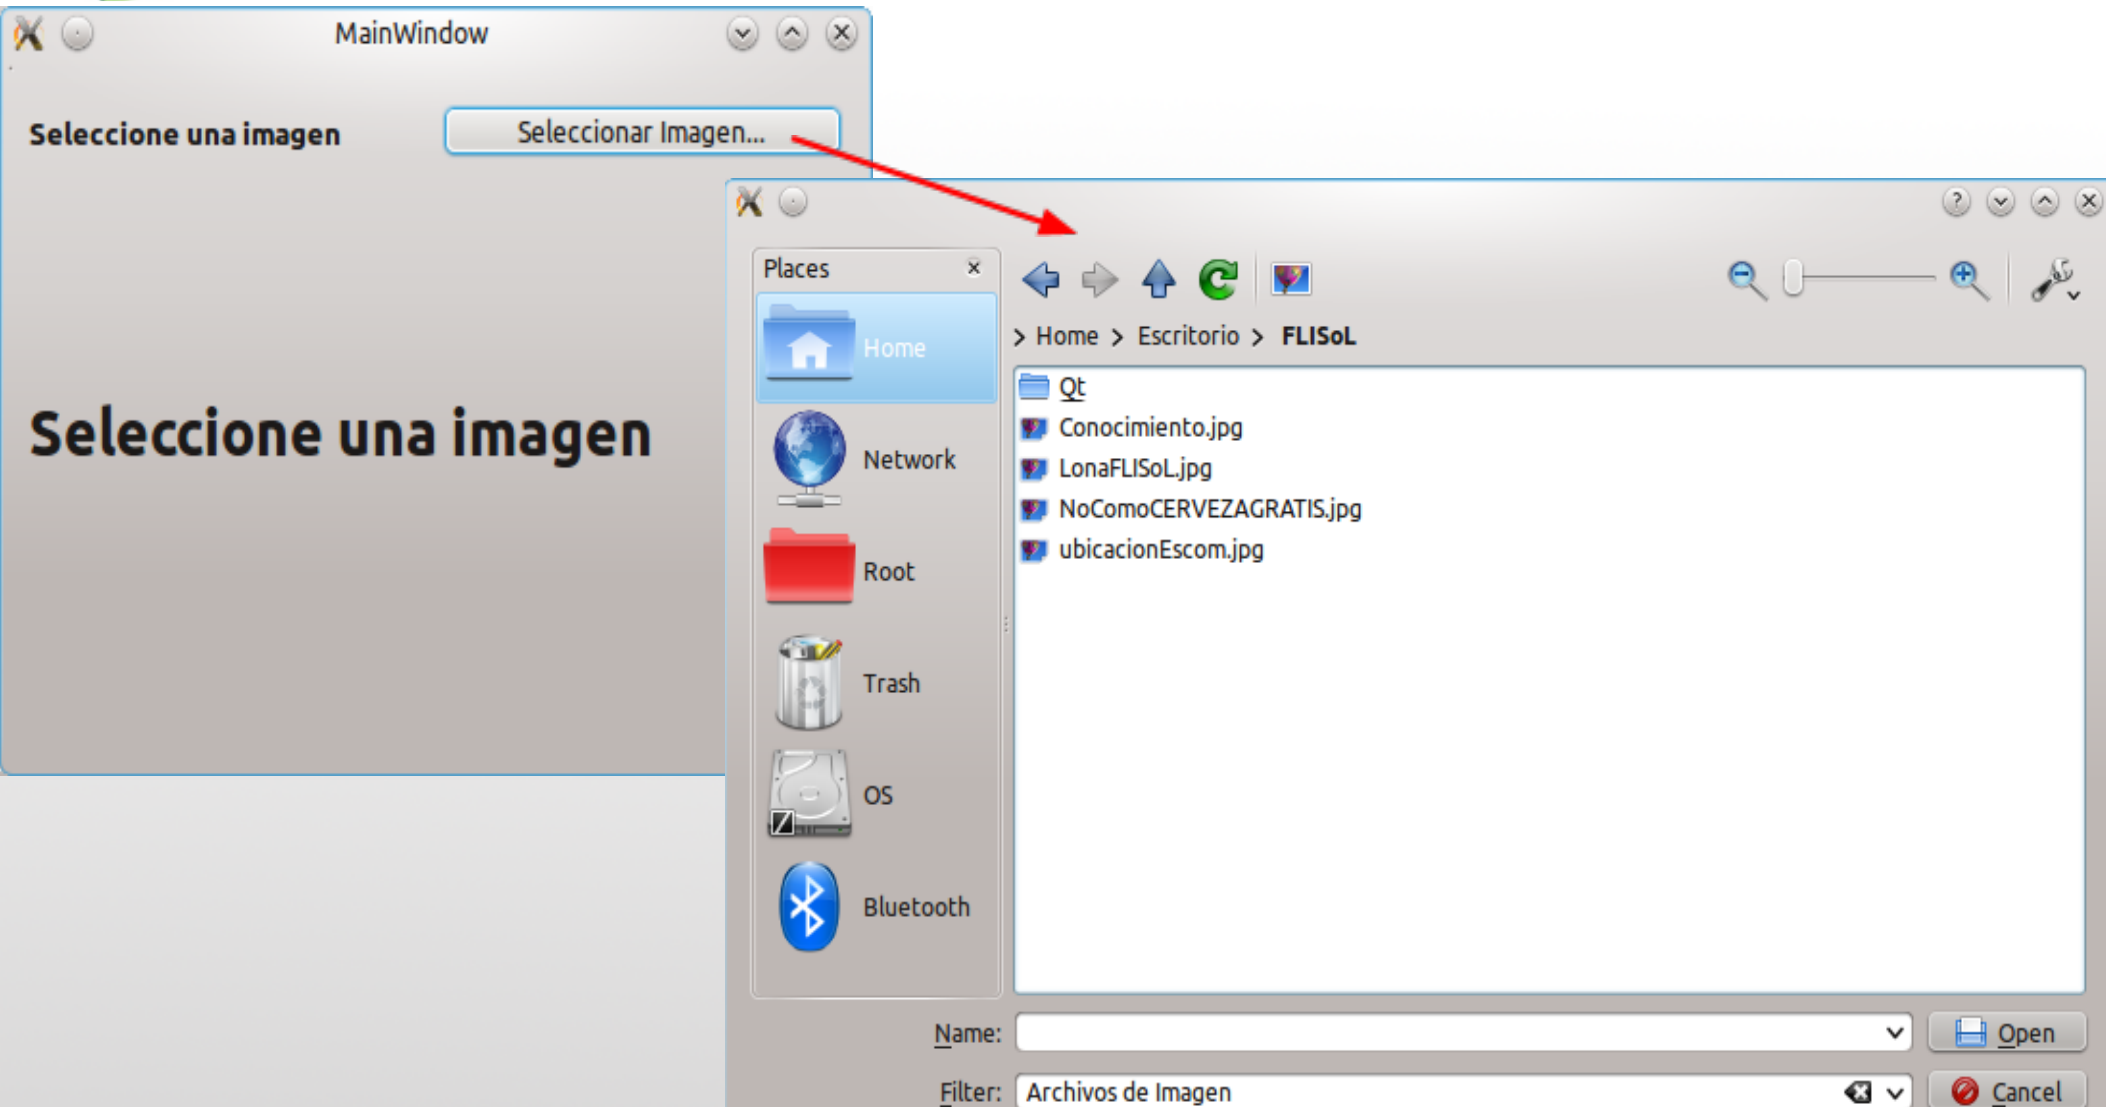 MainWindow
Seleccione una imagen
Seleccionar Imagen...
Seleccione una imagen
Places
Home
Network
Root
Trash
OS
Bluetooth
> Home > Escritorio > FLISoL
Qt
Conocimiento.jpg
LonaFLISoL.jpg
NoComoCERVEZAGRATIS.jpg
ubicacionEscom.jpg
Name:
Open
Filter:
Archivos de Imagen
Cancel